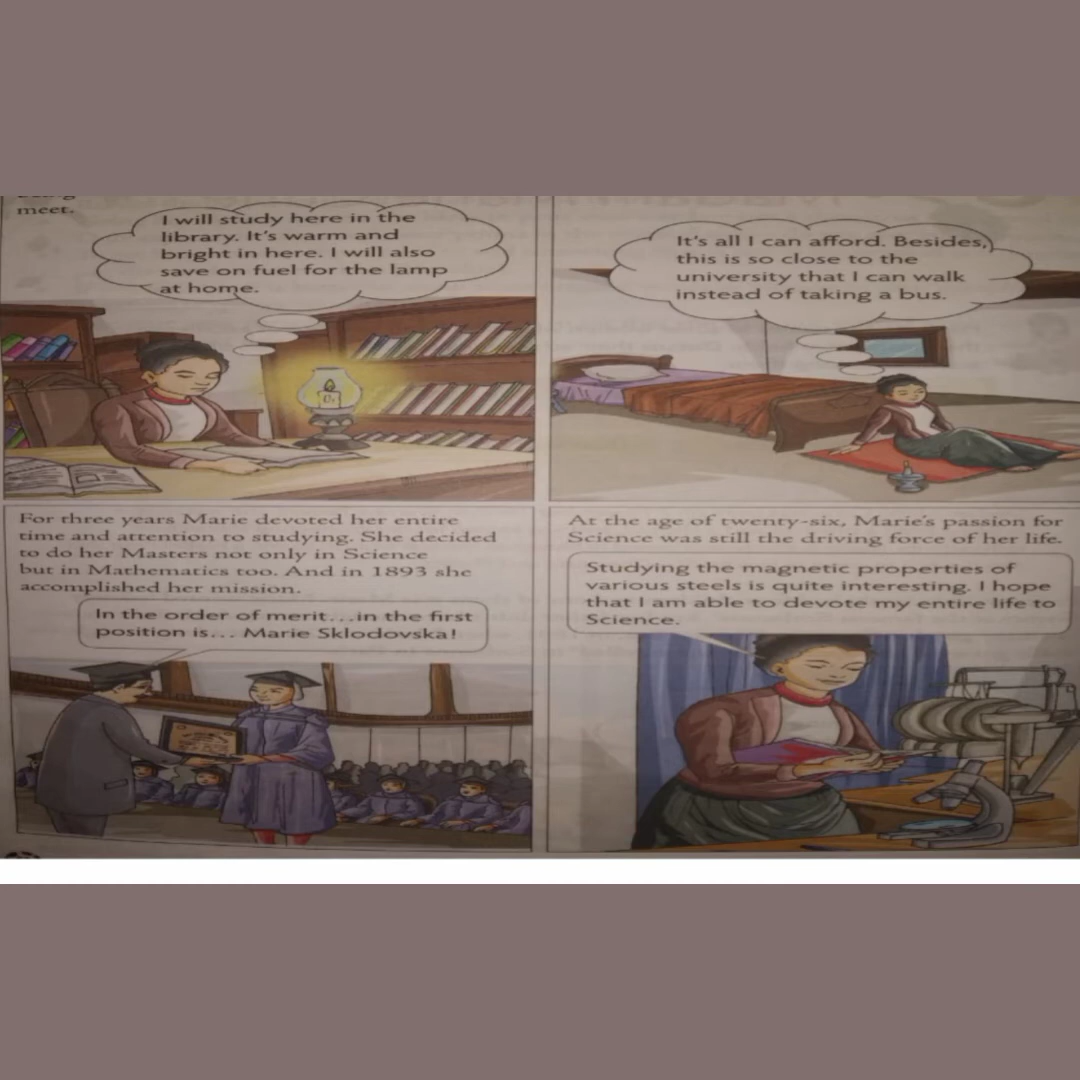 meet.
I will study here in the
library. It's warm and
bright in here. I will also
save on fuel for the lamp
at home.
It's all I can afford. Besides,
this is so close to the
university that I can walk
instead of taking a bus.
For three years Marie devoted her entire
time and attention to studying. She decided
to do her Masters not only in Science
but in Mathematics too. And in 1893 she
accomplished her mission.
In the order of merit...in the first
position is... Marie Sklodovska!
At the age of twenty-six, Marie's passion for
Science was still the driving force of her life.
Studying the magnetic properties of
various steels is quite interesting. I hope
that I am able to devote my entire life to
Science.